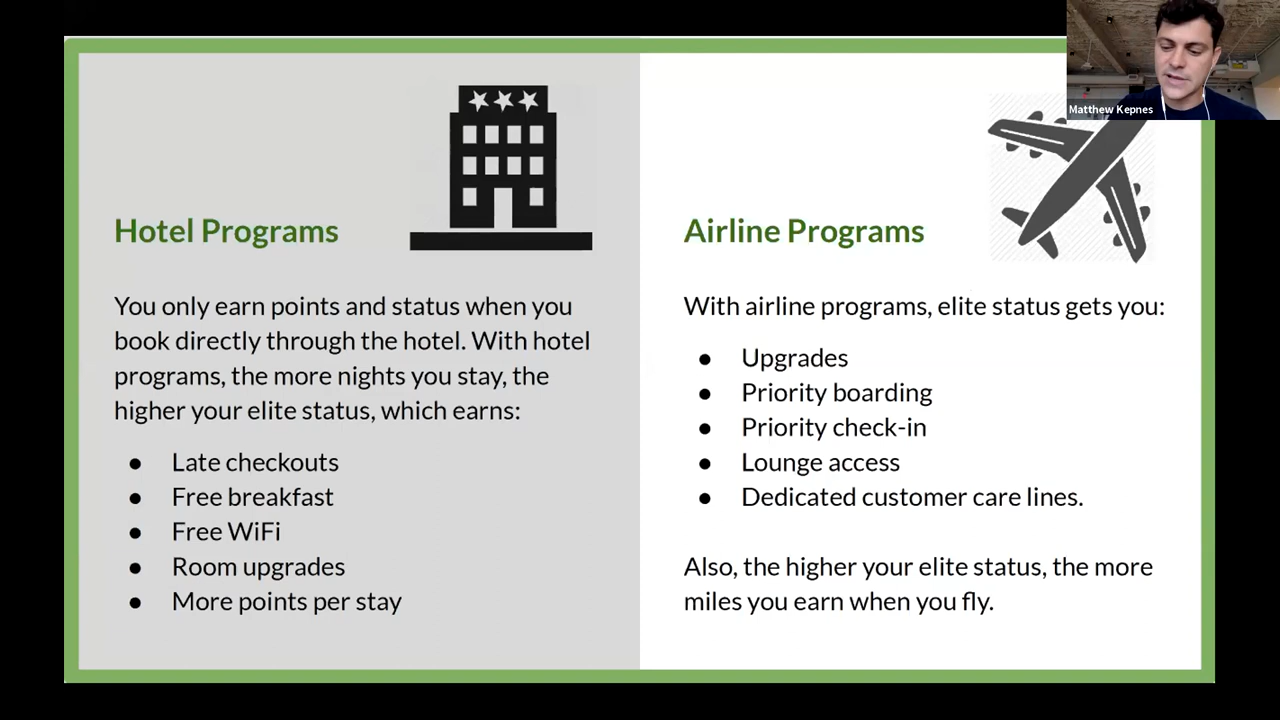 Matthew Kepnes
Hotel Programs
You only earn points and status when you
book directly through the hotel. With hotel
programs, the more nights you stay, the
higher your elite status, which earns:
● Late checkouts
● Free breakfast
● Free WiFi
● Room upgrades
● More points per stay
Airline Programs
With airline programs, elite status gets you:
● Upgrades
● Priority boarding
● Priority check-in
● Lounge access
● Dedicated customer care lines.
Also, the higher your elite status, the more
miles you earn when you fly.